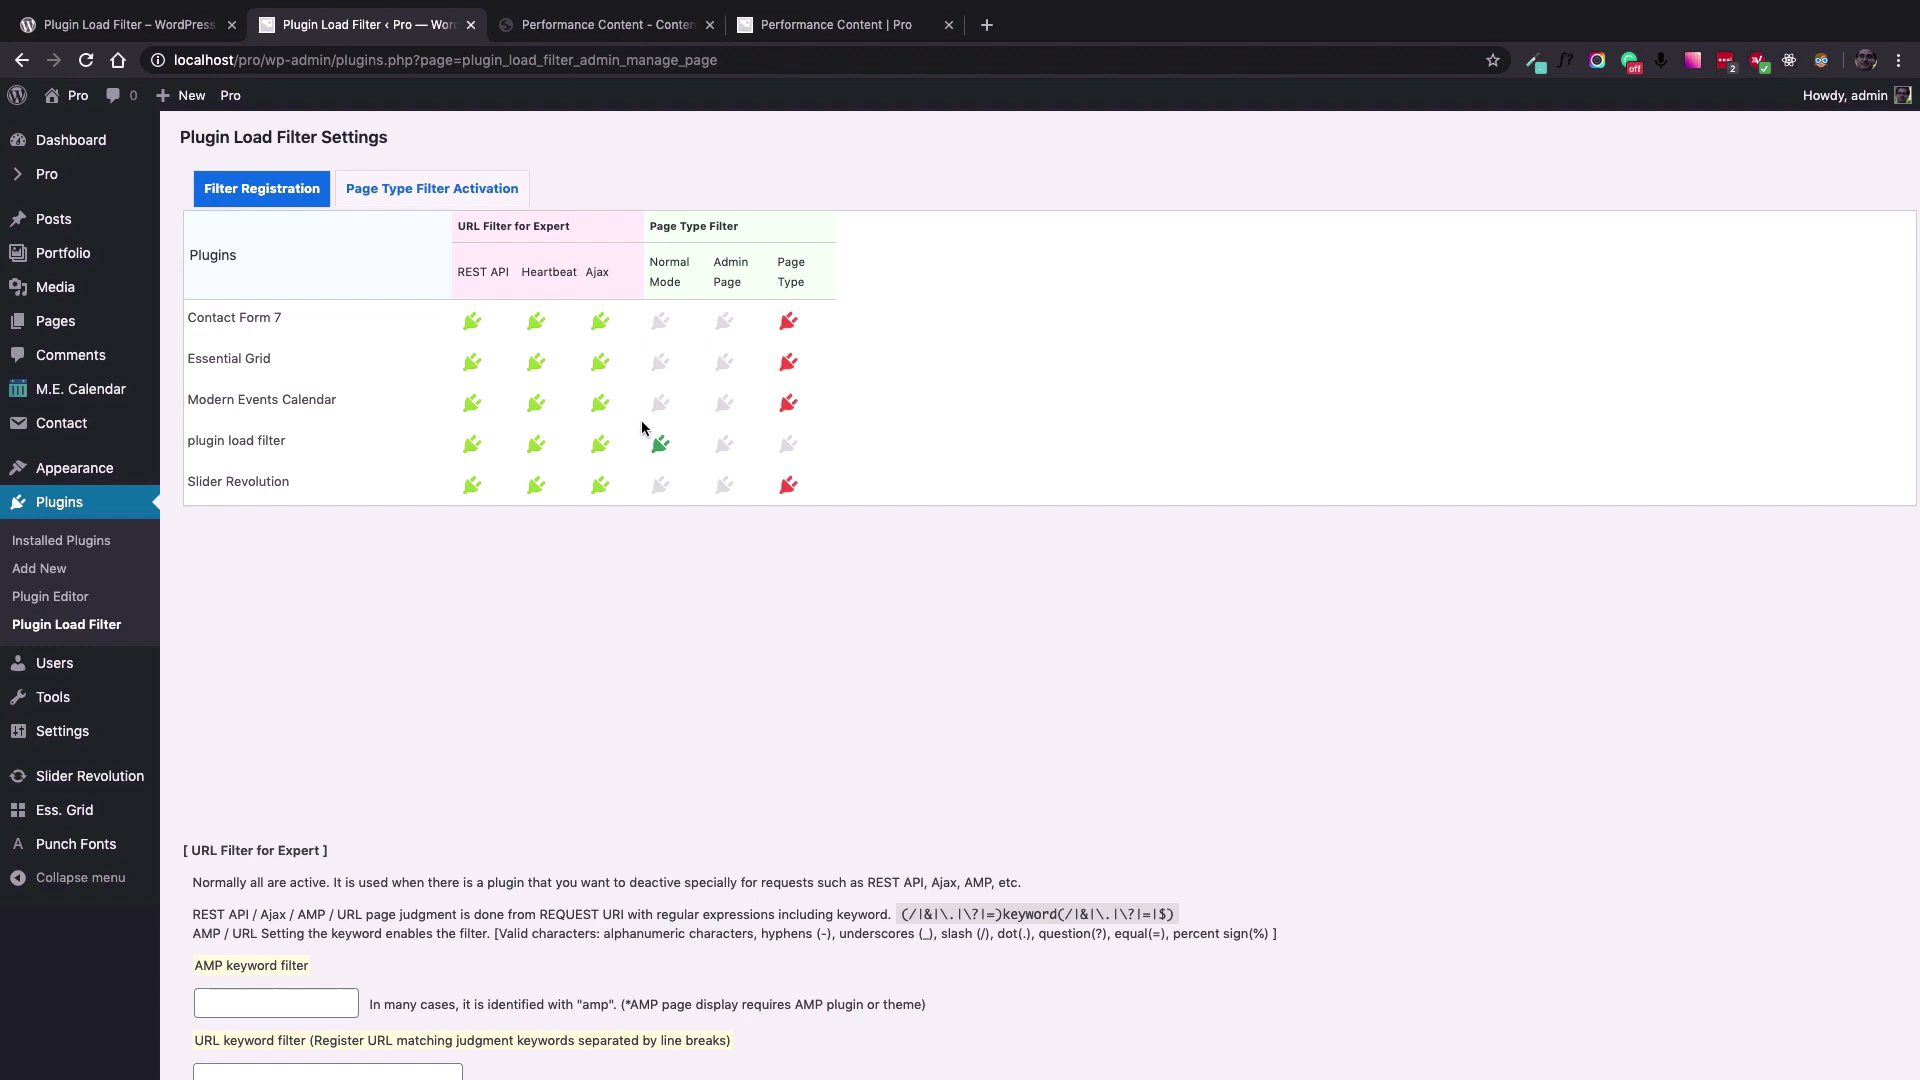 Plugin Load Filter – WordPress
Plugin Load Filter ‹ Pro — Worc
Performance Content - Conten
Performance Content | Pro
localhost/pro/wp-admin/plugins.php?page=plugin_load_filter_admin_manage_page
f?
off
2
Pro
0
New
Pro
Howdy, admin
Dashboard
Pro
Posts
Portfolio
Media
Pages
Comments
M.E. Calendar
Contact
Appearance
Plugins
Installed Plugins
Add New
Plugin Editor
Plugin Load Filter
Users
Tools
Settings
Slider Revolution
Ess. Grid
Punch Fonts
Collapse menu
Plugin Load Filter Settings
Filter Registration
Page Type Filter Activation
Plugins
URL Filter for Expert
Page Type Filter
REST API
Heartbeat
Ajax
Normal
Mode
Admin
Page
Page
Type
Contact Form 7
Essential Grid
Modern Events Calendar
plugin load filter
Slider Revolution
[ URL Filter for Expert ]
Normally all are active. It is used when there is a plugin that you want to deactive specially for requests such as REST API, Ajax, AMP, etc.
REST API / Ajax / AMP / URL page judgment is done from REQUEST URI with regular expressions including keyword. (/|&|\.|\?|=)keyword(/|&|\.|\?|=|$)
AMP / URL Setting the keyword enables the filter. [Valid characters: alphanumeric characters, hyphens (-), underscores (_), slash (/), dot(.), question(?), equal(=), percent sign(%) ]
AMP keyword filter
In many cases, it is identified with "amp". (*AMP page display requires AMP plugin or theme)
URL keyword filter (Register URL matching judgment keywords separated by line breaks)